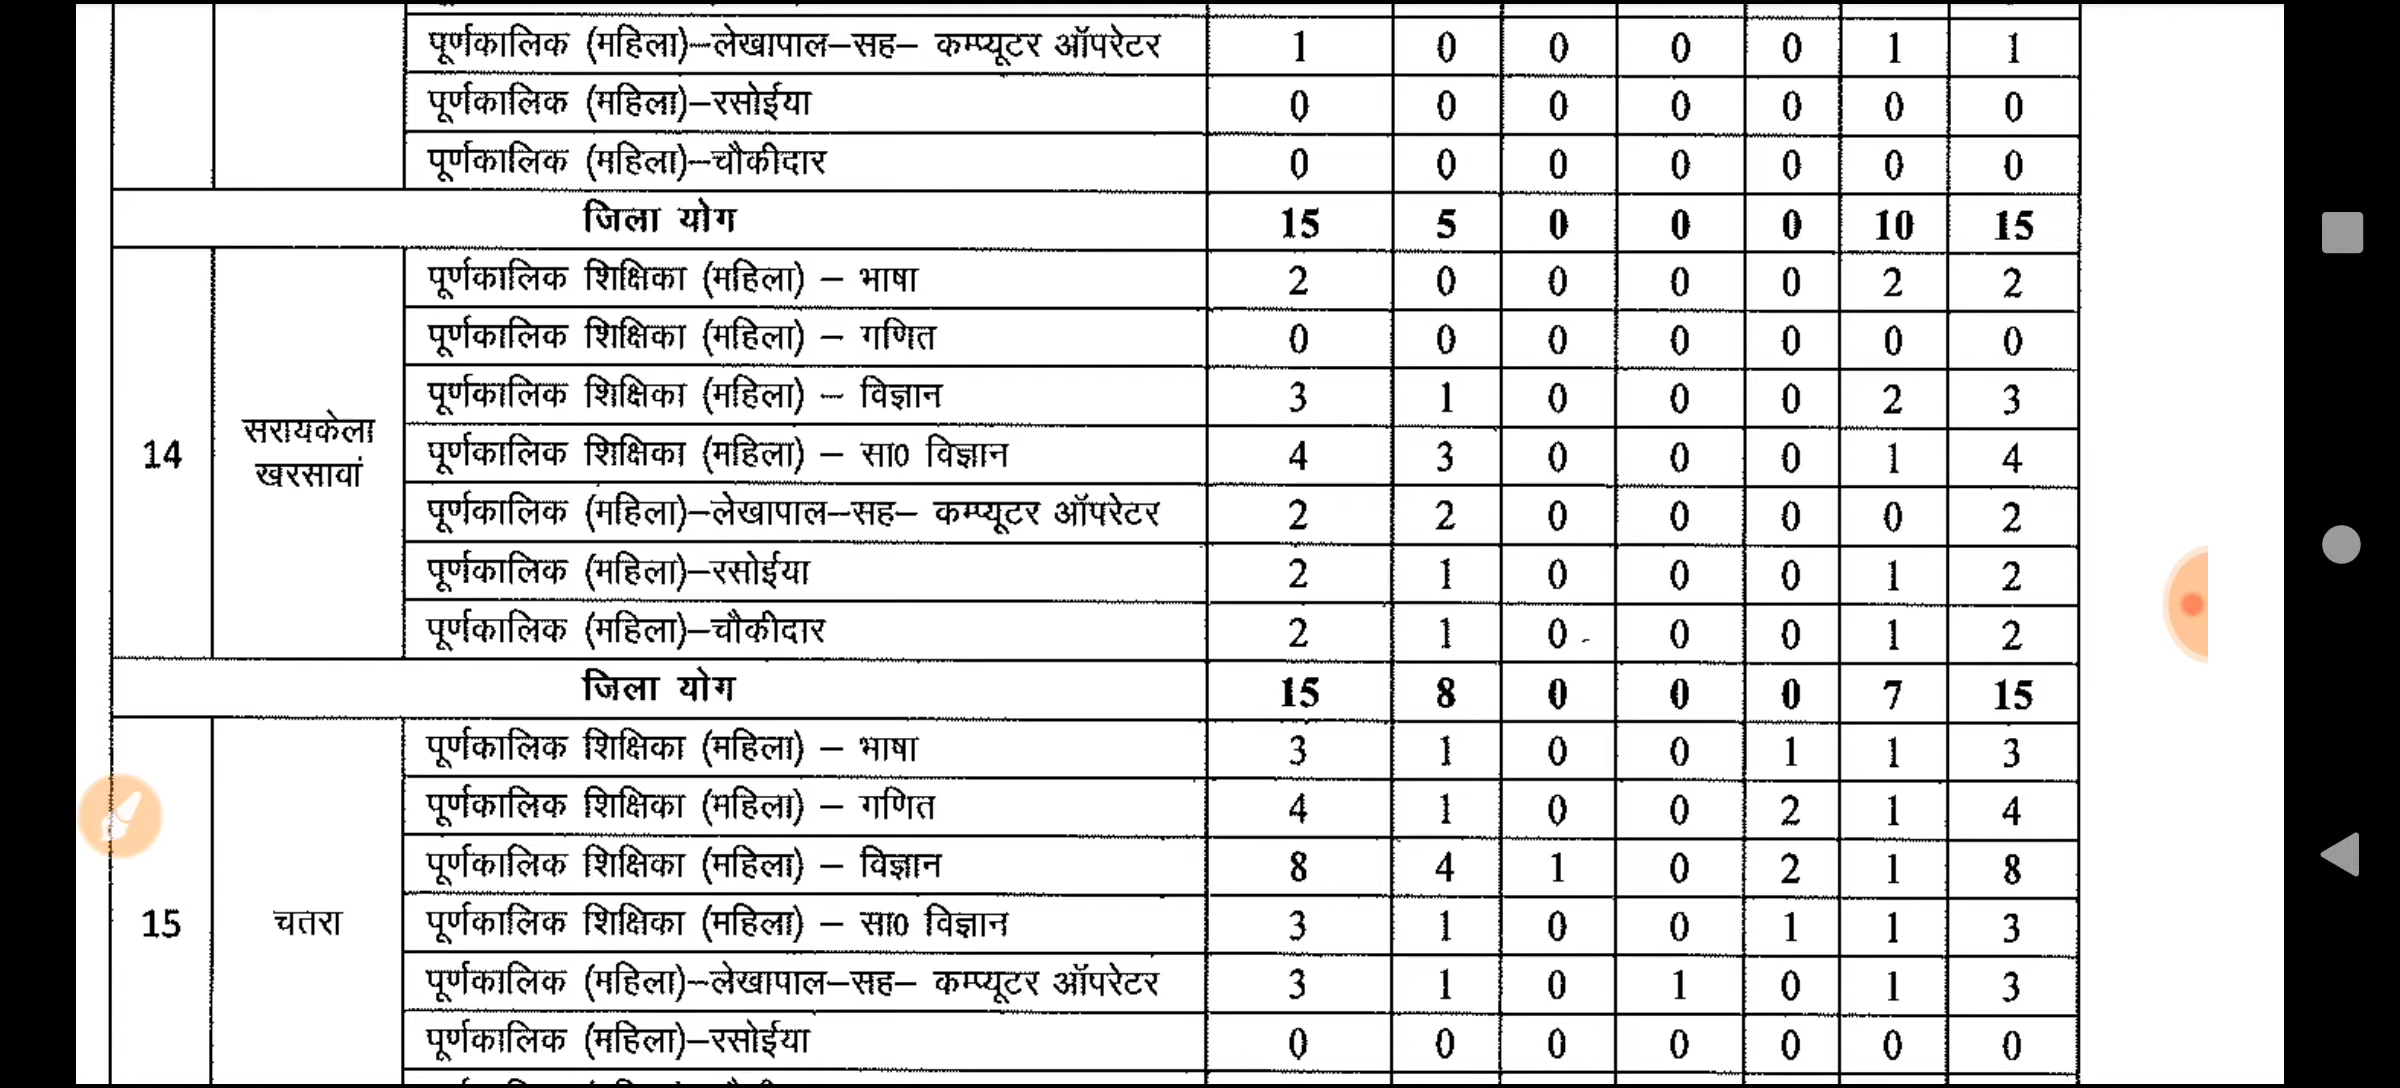 पूर्णकालिक (महिला)–लेखापाल–सह– कम्प्यूटर ऑपरेटर 1 0 0 0 0 1 1
पूर्णकालिक (महिला)–रसोईया 0 0 0 0 0 0 0
पूर्णकालिक (महिला)–चौकीदार 0 0 0 0 0 0 0
जिला योग 15 5 0 0 0 10 15
पूर्णकालिक शिक्षिका (महिला) – भाषा 2 0 0 0 0 2 2
पूर्णकालिक शिक्षिका (महिला) – गणित 0 0 0 0 0 0 0
पूर्णकालिक शिक्षिका (महिला) – विज्ञान 3 1 0 0 0 2 3
14 सरायकेला खरसावां पूर्णकालिक शिक्षिका (महिला) – सा0 विज्ञान 4 3 0 0 0 1 4
पूर्णकालिक (महिला)–लेखापाल–सह– कम्प्यूटर ऑपरेटर 2 2 0 0 0 0 2
पूर्णकालिक (महिला)–रसोईया 2 1 0 0 0 1 2
पूर्णकालिक (महिला)–चौकीदार 2 1 0 0 0 1 2
जिला योग 15 8 0 0 0 7 15
पूर्णकालिक शिक्षिका (महिला) – भाषा 3 1 0 0 1 1 3
पूर्णकालिक शिक्षिका (महिला) – गणित 4 1 0 0 2 1 4
पूर्णकालिक शिक्षिका (महिला) – विज्ञान 8 4 1 0 2 1 8
15 चतरा पूर्णकालिक शिक्षिका (महिला) – सा0 विज्ञान 3 1 0 0 1 1 3
पूर्णकालिक (महिला)–लेखापाल–सह– कम्प्यूटर ऑपरेटर 3 1 0 1 0 1 3
पूर्णकालिक (महिला)–रसोईया 0 0 0 0 0 0 0